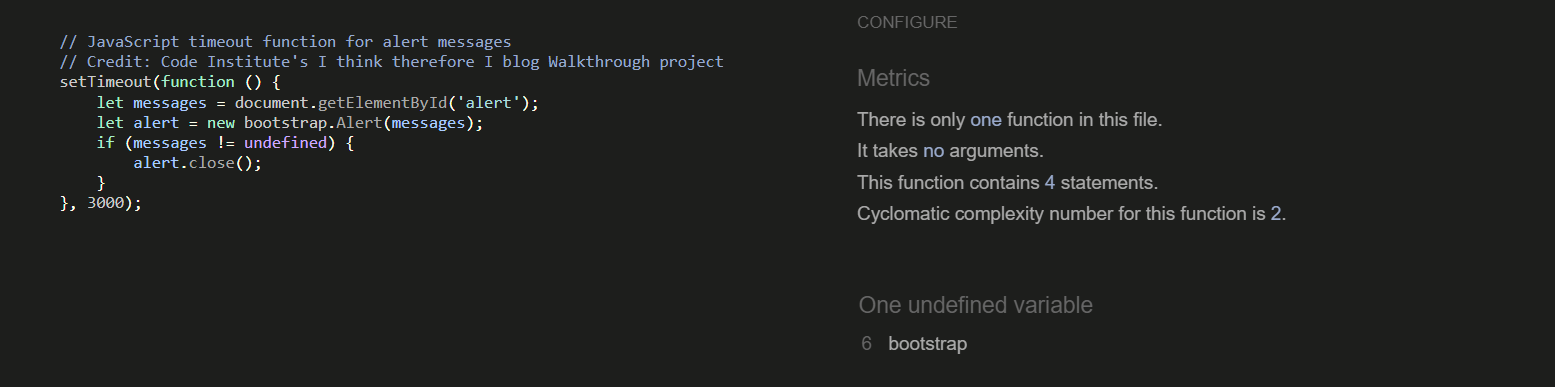 // JavaScript timeout function for alert messages
// Credit: Code Institute's I think therefore I blog Walkthrough project
setTimeout(function () {
    let messages = document.getElementById('alert');
    let alert = new bootstrap.Alert(messages);
    if (messages != undefined) {
        alert.close();
    }
}, 3000);
CONFIGURE
Metrics
There is only one function in this file.
It takes no arguments.
This function contains 4 statements.
Cyclomatic complexity number for this function is 2.
One undefined variable
6 bootstrap